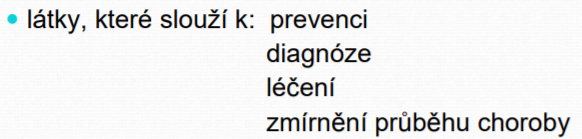 • látky, které slouží k: prevenci
diagnóze
léčení
zmírnění průběhu choroby